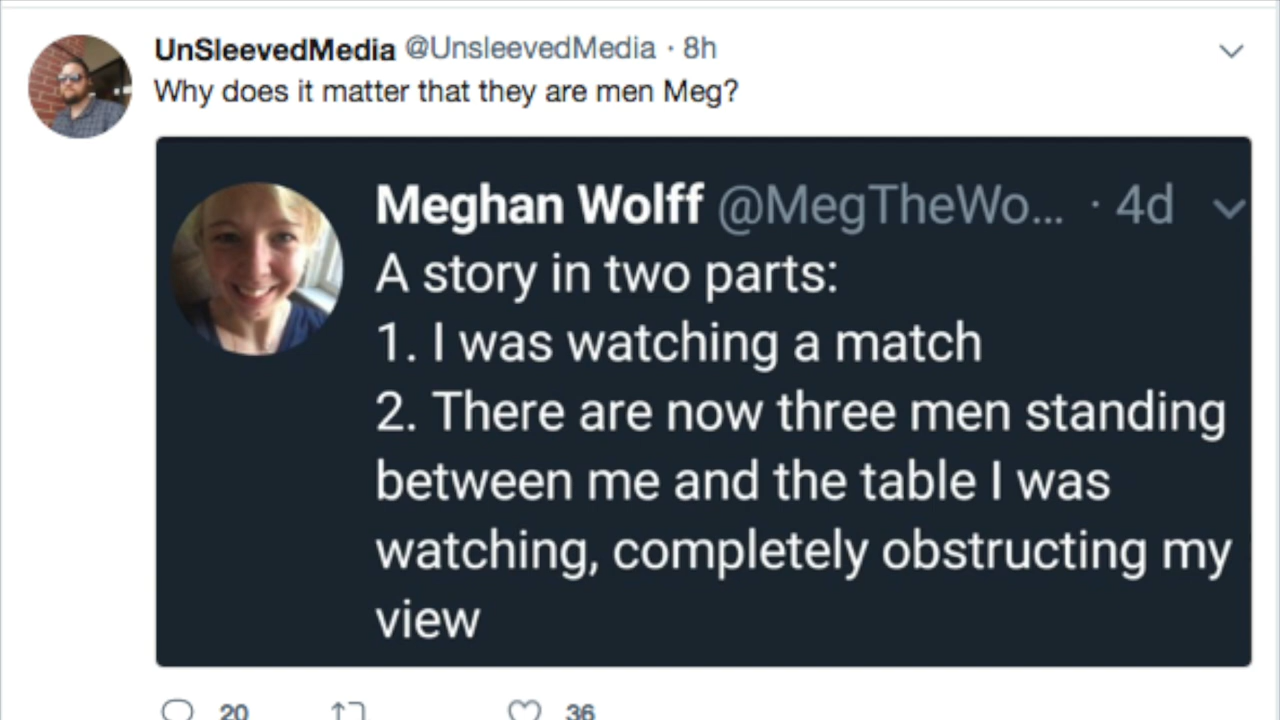 UnSleevedMedia @UnsleevedMedia · 8h
Why does it matter that they are men Meg?
Meghan Wolff @MegTheWo... · 4d
A story in two parts:
1. I was watching a match
2. There are now three men standing
between me and the table I was
watching, completely obstructing my
view
20 36